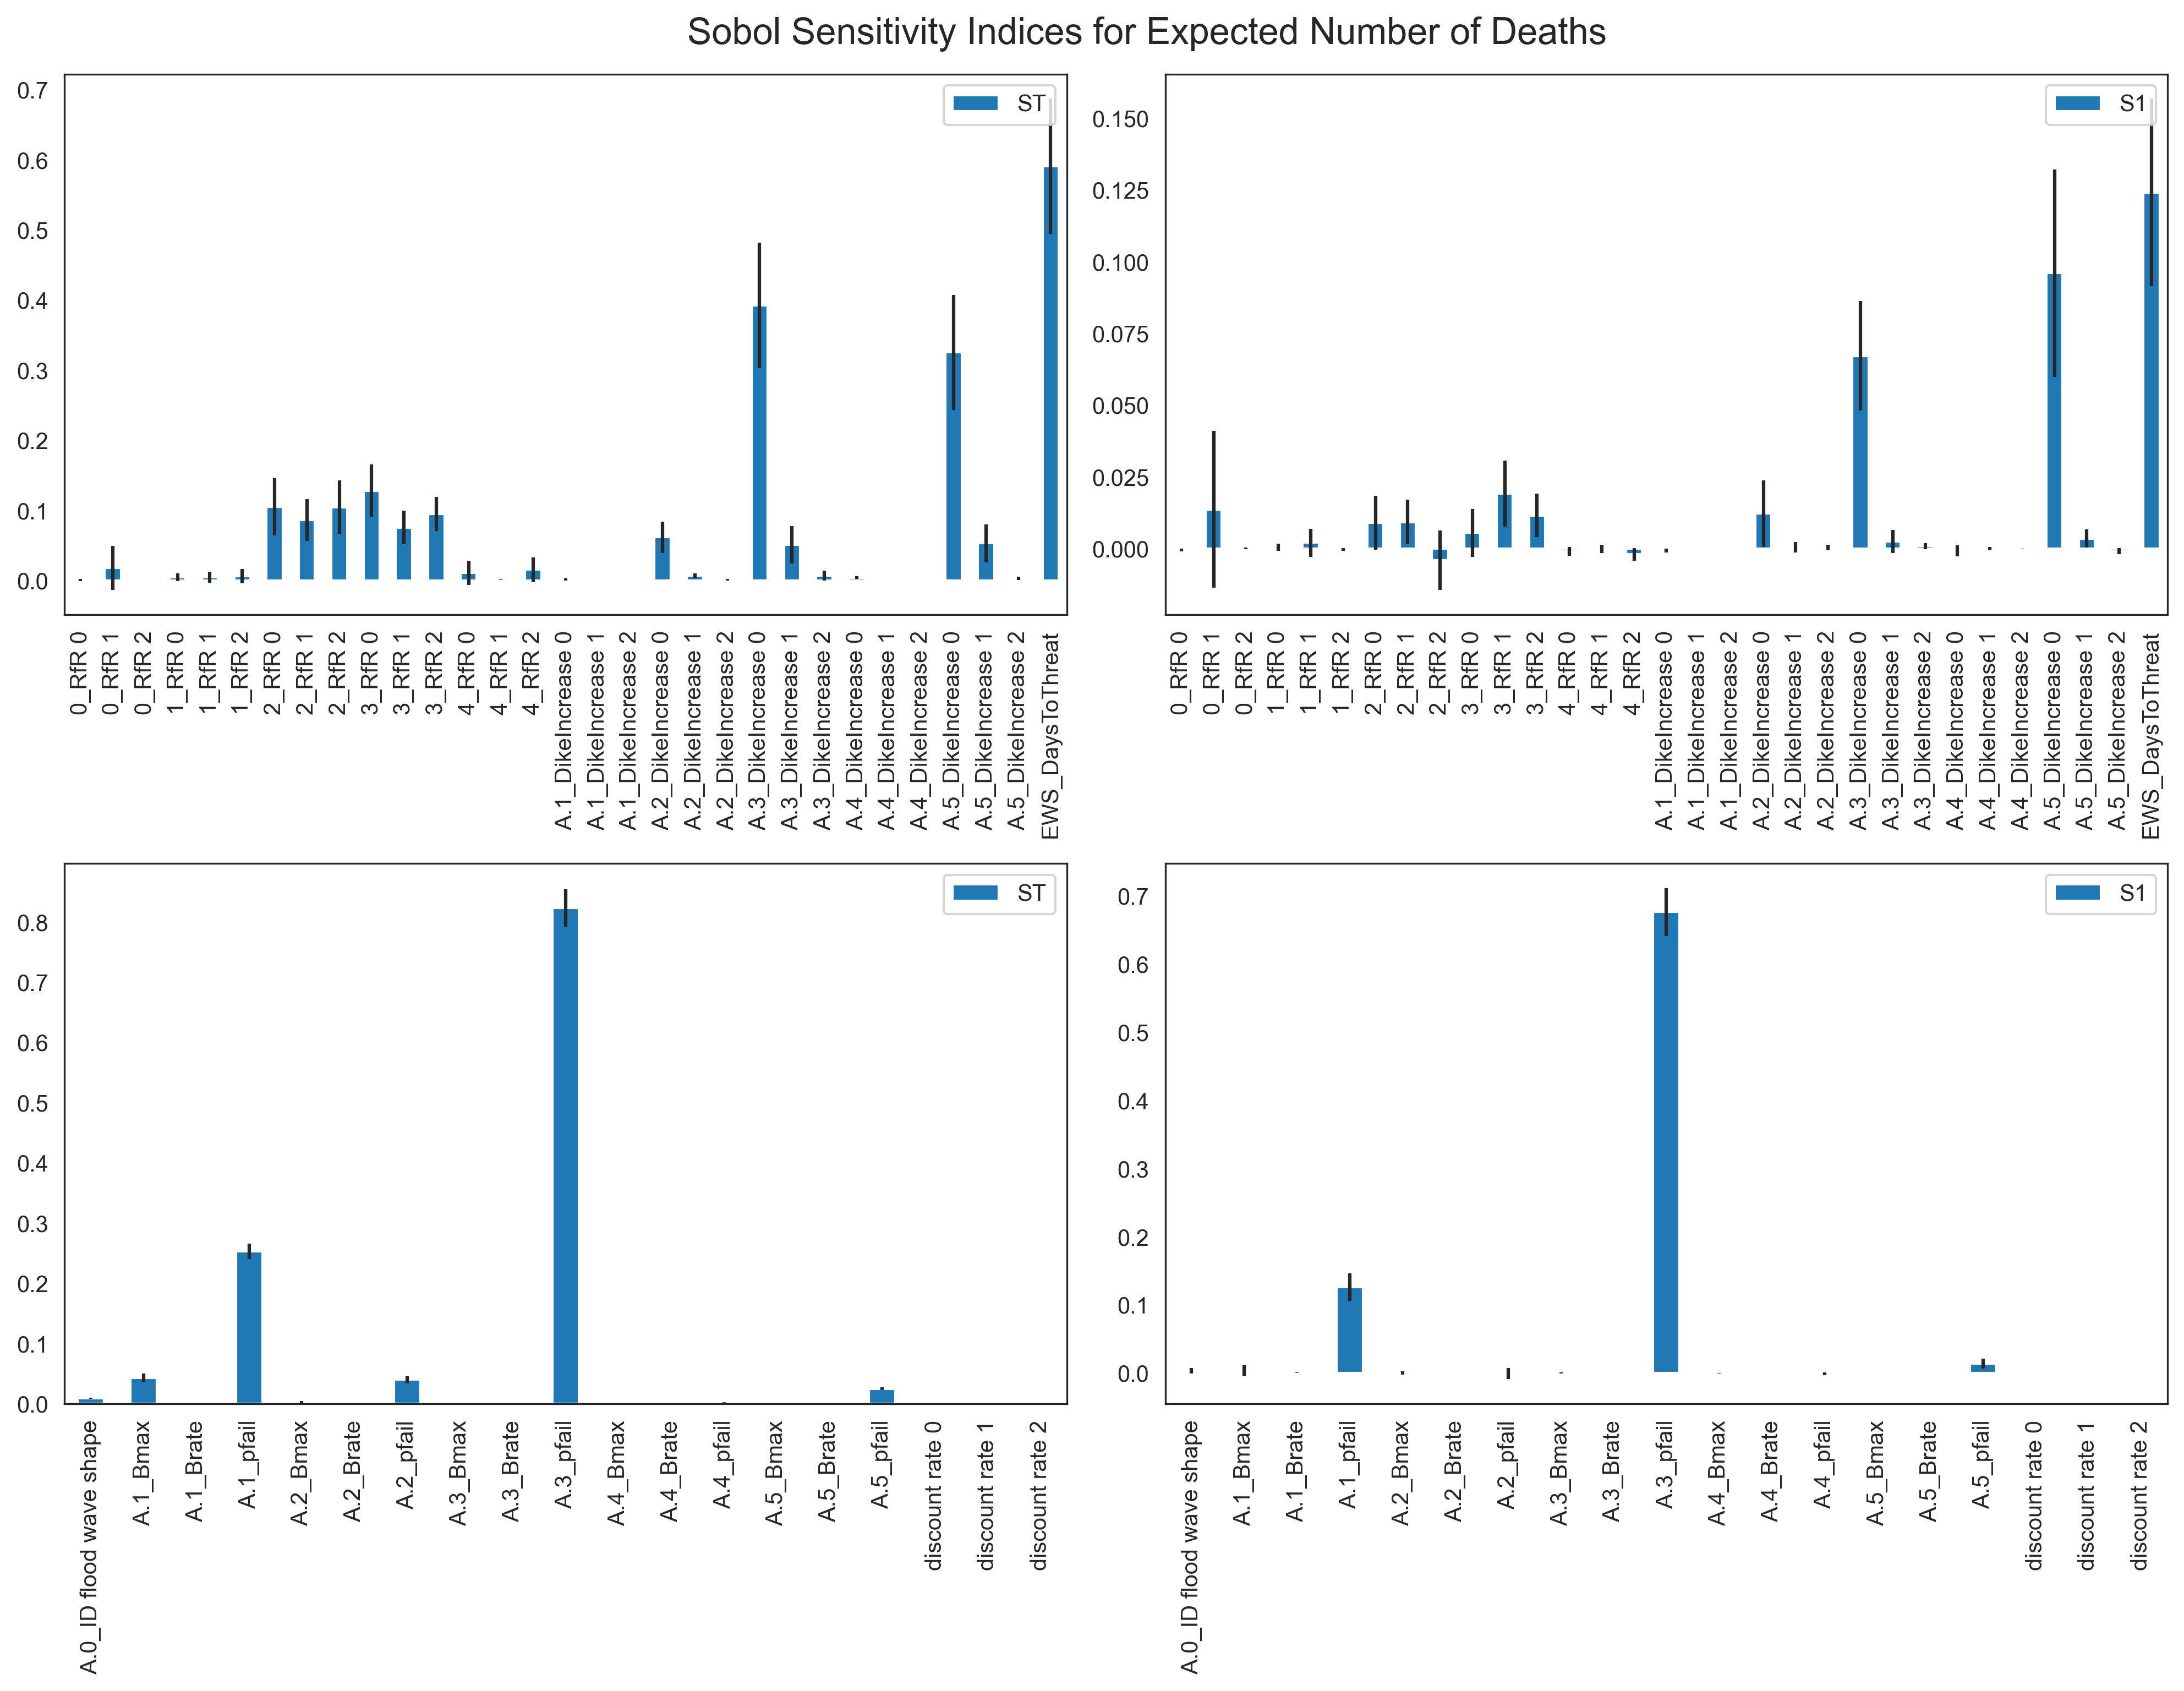 Sobol Sensitivity Indices for Expected Number of Deaths
ST
0.7
0.6
0.5
0.4
0.3
0.2
0.1
0.0
0_RfR 0
0_RfR 1
0_RfR 2
1_RfR 0
1_RfR 1
1_RfR 2
2_RfR 0
2_RfR 1
2_RfR 2
3_RfR 0
3_RfR 1
3_RfR 2
4_RfR 0
4_RfR 1
4_RfR 2
A.1_DikeIncrease 0
A.1_DikeIncrease 1
A.1_DikeIncrease 2
A.2_DikeIncrease 0
A.2_DikeIncrease 1
A.2_DikeIncrease 2
A.3_DikeIncrease 0
A.3_DikeIncrease 1
A.3_DikeIncrease 2
A.4_DikeIncrease 0
A.4_DikeIncrease 1
A.4_DikeIncrease 2
A.5_DikeIncrease 0
A.5_DikeIncrease 1
A.5_DikeIncrease 2
EWS_DaysToThreat
S1
0.150
0.125
0.100
0.075
0.050
0.025
0.000
0_RfR 0
0_RfR 1
0_RfR 2
1_RfR 0
1_RfR 1
1_RfR 2
2_RfR 0
2_RfR 1
2_RfR 2
3_RfR 0
3_RfR 1
3_RfR 2
4_RfR 0
4_RfR 1
4_RfR 2
A.1_DikeIncrease 0
A.1_DikeIncrease 1
A.1_DikeIncrease 2
A.2_DikeIncrease 0
A.2_DikeIncrease 1
A.2_DikeIncrease 2
A.3_DikeIncrease 0
A.3_DikeIncrease 1
A.3_DikeIncrease 2
A.4_DikeIncrease 0
A.4_DikeIncrease 1
A.4_DikeIncrease 2
A.5_DikeIncrease 0
A.5_DikeIncrease 1
A.5_DikeIncrease 2
EWS_DaysToThreat
ST
0.8
0.7
0.6
0.5
0.4
0.3
0.2
0.1
0.0
A.0_ID flood wave shape
A.1_Bmax
A.1_Brate
A.1_pfail
A.2_Bmax
A.2_Brate
A.2_pfail
A.3_Bmax
A.3_Brate
A.3_pfail
A.4_Bmax
A.4_Brate
A.4_pfail
A.5_Bmax
A.5_Brate
A.5_pfail
discount rate 0
discount rate 1
discount rate 2
S1
0.7
0.6
0.5
0.4
0.3
0.2
0.1
0.0
A.0_ID flood wave shape
A.1_Bmax
A.1_Brate
A.1_pfail
A.2_Bmax
A.2_Brate
A.2_pfail
A.3_Bmax
A.3_Brate
A.3_pfail
A.4_Bmax
A.4_Brate
A.4_pfail
A.5_Bmax
A.5_Brate
A.5_pfail
discount rate 0
discount rate 1
discount rate 2